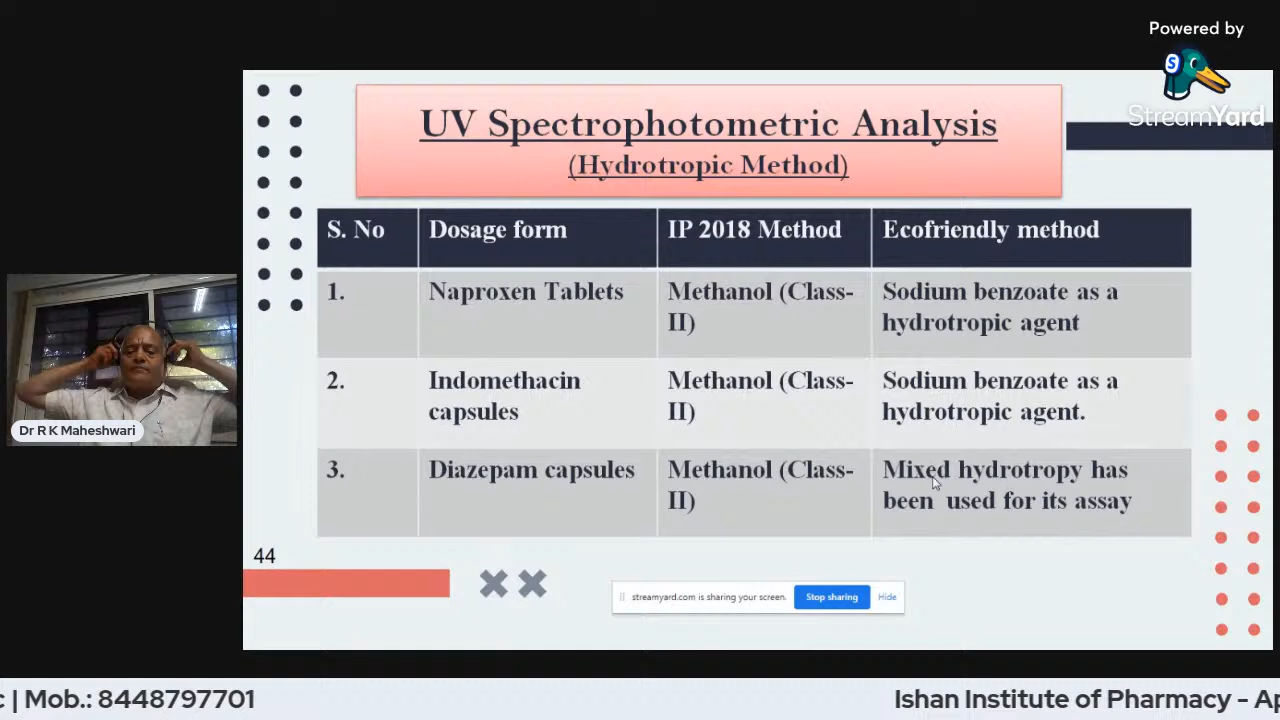 Powered by
StreamYard
UV Spectrophotometric Analysis
(Hydrotropic Method)
S. No
Dosage form
IP 2018 Method
Ecofriendly method
1.
Naproxen Tablets
Methanol (Class-
II)
Sodium benzoate as a
hydrotropic agent
2.
Indomethacin
capsules
Methanol (Class-
II)
Sodium benzoate as a
hydrotropic agent.
3.
Diazepam capsules
Methanol (Class-
II)
Mixed hydrotropy has
been used for its assay
Dr R K Maheshwari
44
streamyard.com is sharing your screen.
Stop sharing
Hide
c | Mob.: 8448797701
Ishan Institute of Pharmacy - Ap